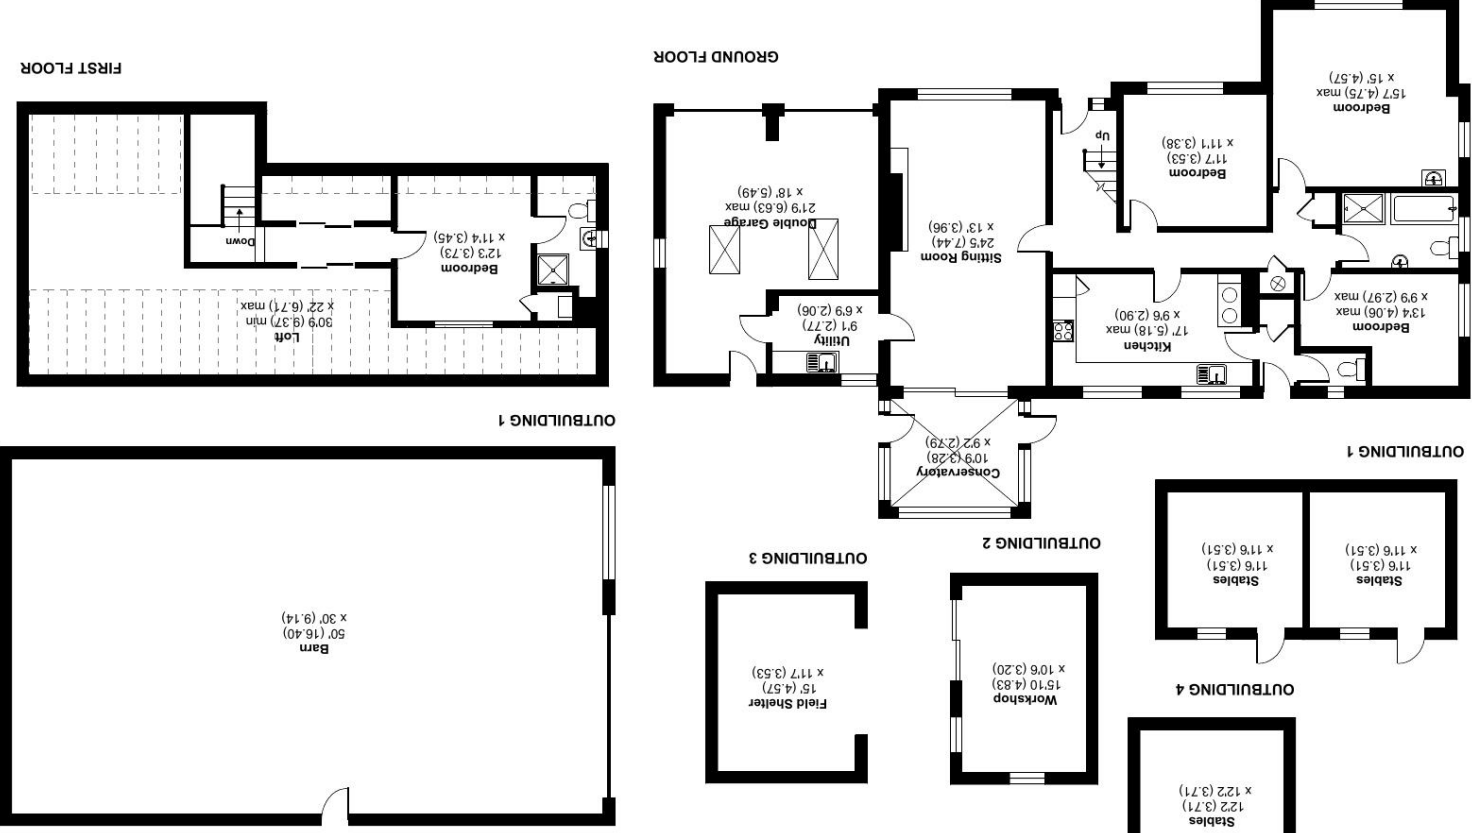 Stables
12'2 (3.71)
x 12'2 (3.71)
OUTBUILDING 4
Workshop
15'10 (4.83)
x 10'6 (3.20)
Field Shelter
15' (4.57)
x 11'7 (3.53)
Barn
50' (16.40)
x 30' (9.14)
Stables
11'6 (3.51)
x 11'6 (3.51)
Stables
11'6 (3.51)
x 11'6 (3.51)
OUTBUILDING 2
OUTBUILDING 3
OUTBUILDING 1
Conservatory
10'9 (3.28)
x 9'2 (2.79)
OUTBUILDING 1
Kitchen
17' (5.18) max
x 9'6 (2.90)
Bedroom
13'4 (4.06) max
x 9'9 (2.97) max
Utility
9'1 (2.77)
x 6'9 (2.06)
Loft
30'9 (9.37) min
x 22' (6.71) max
Sitting Room
24'5 (7.44)
x 13' (3.96)
Bedroom
12'3 (3.73)
x 11'4 (3.45)
Down
Double Garage
21'9 (6.63) max
x 18' (5.49)
Bedroom
11'7 (3.53)
x 11'1 (3.38)
Up
Bedroom
15'7 (4.75) max
x 15' (4.57)
FIRST FLOOR
GROUND FLOOR